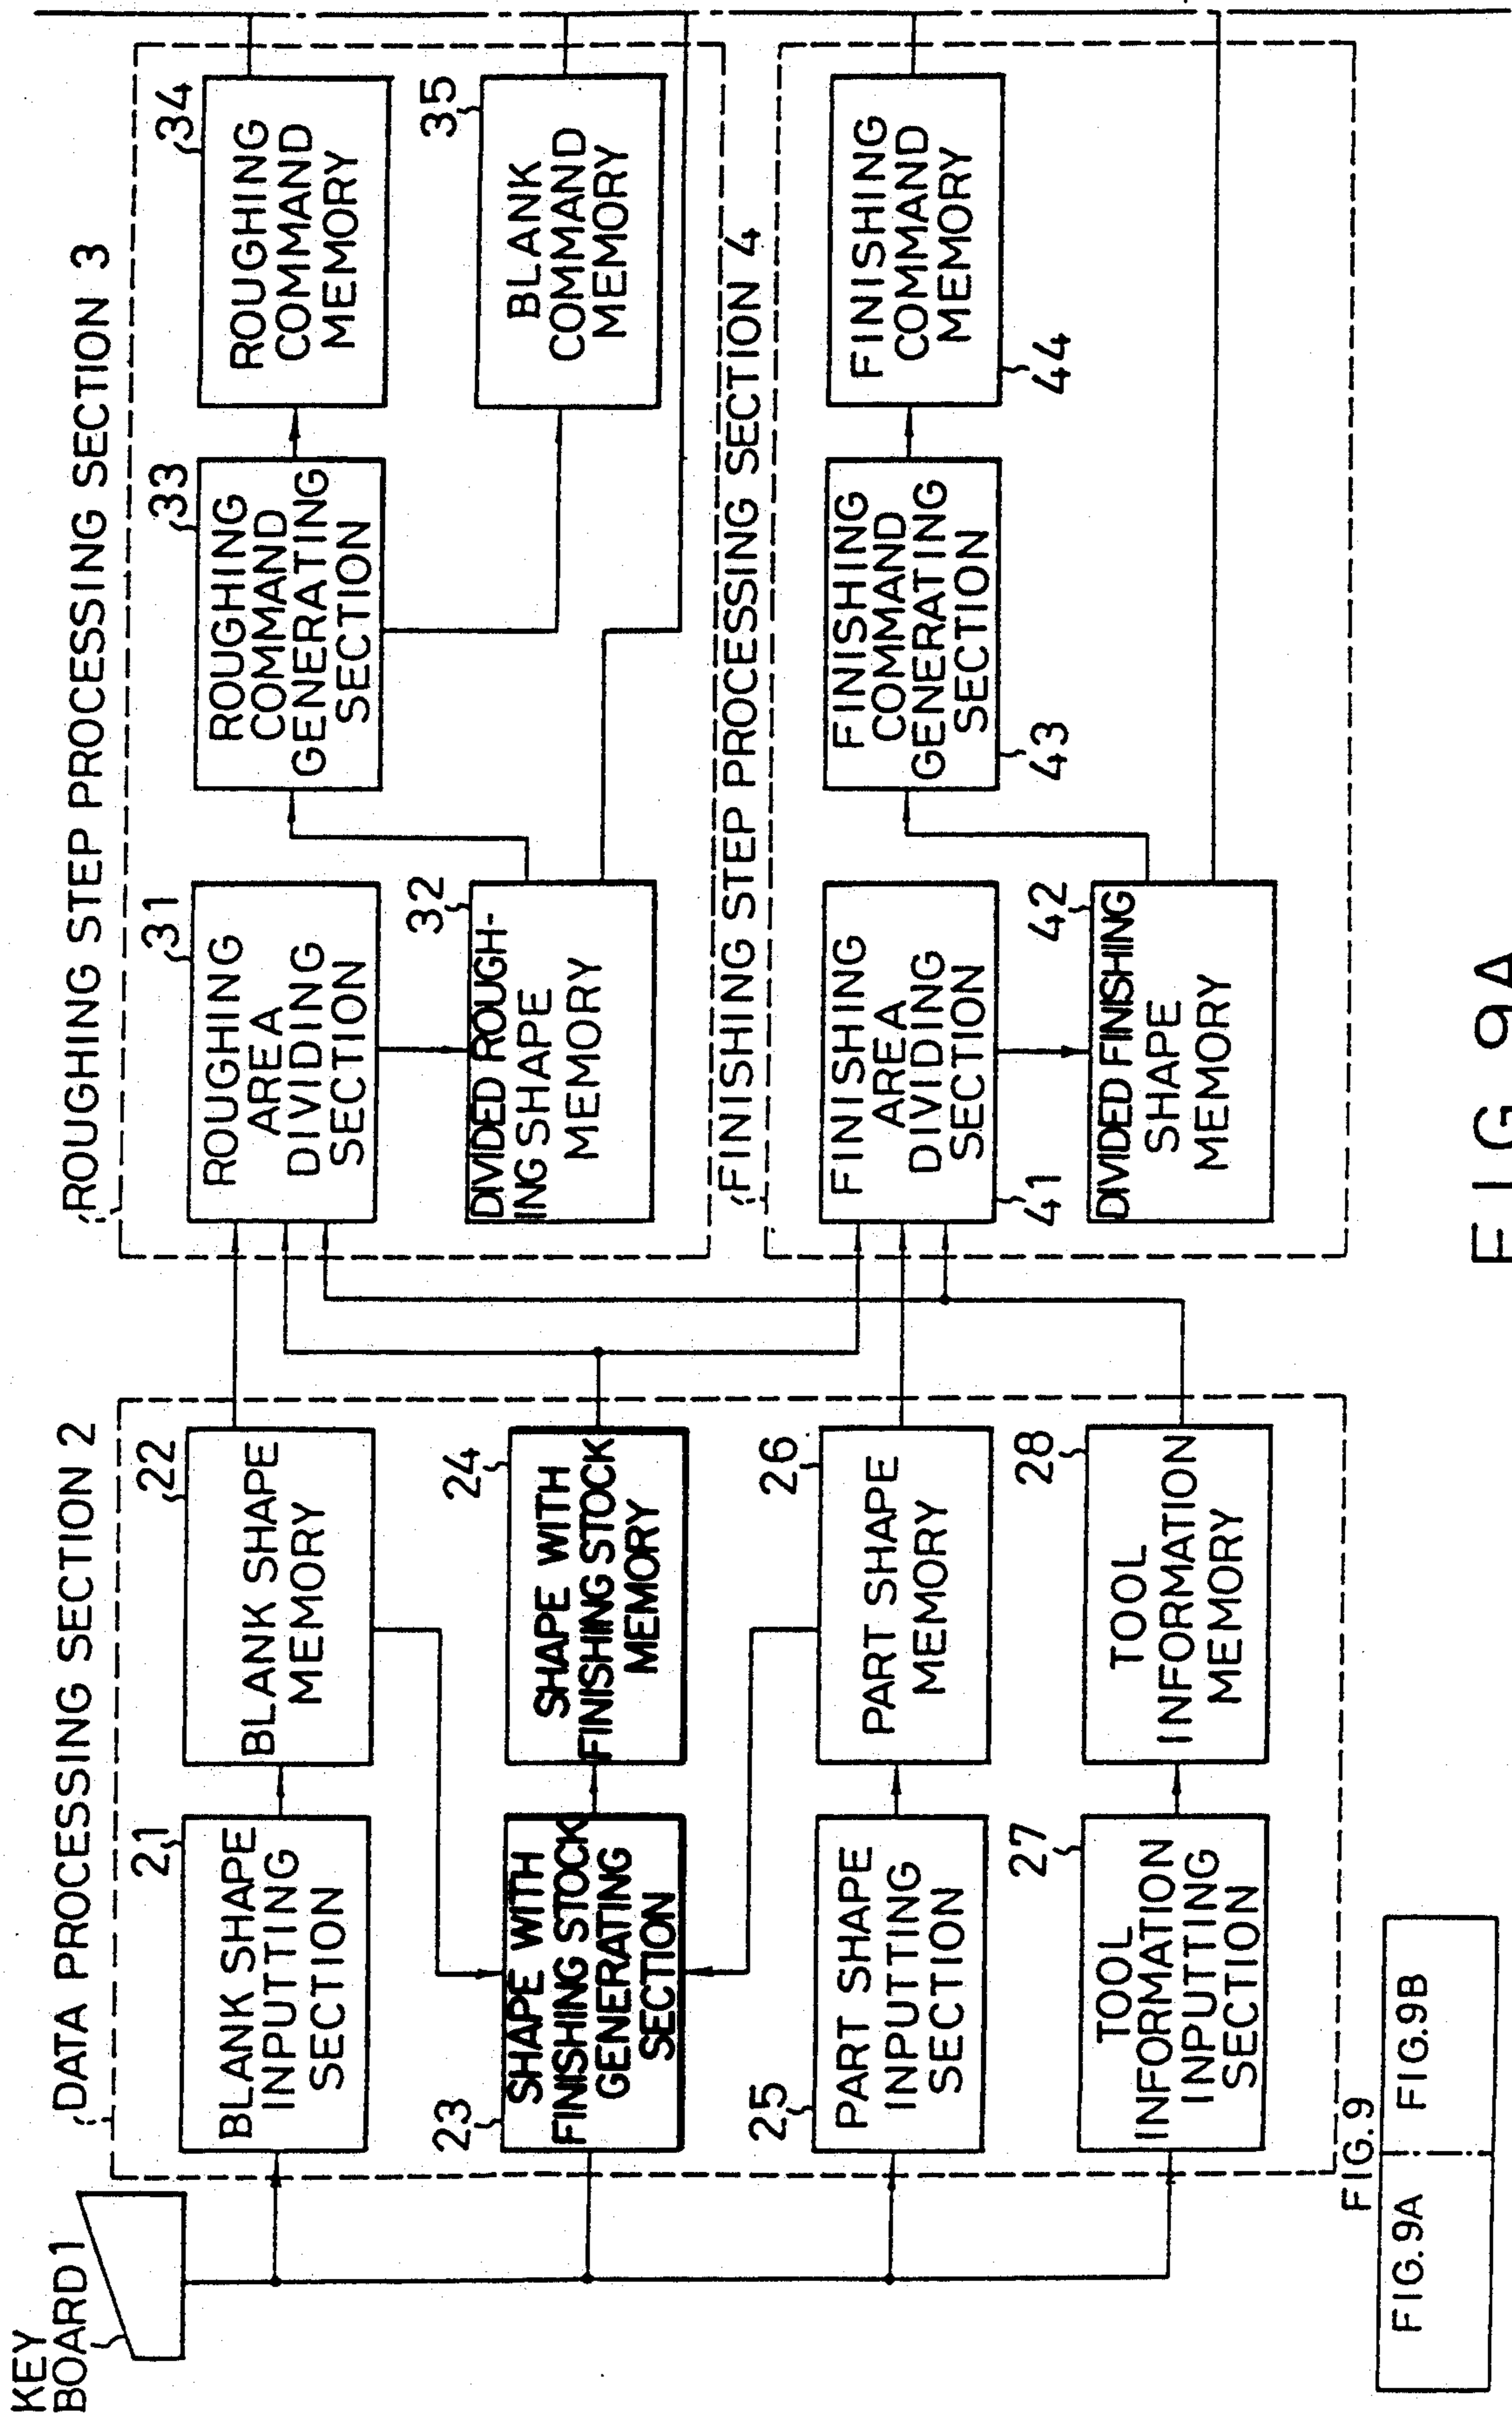 KEY
BOARD 1
DATA PROCESSING SECTION 2
21
BLANK SHAPE
INPUTTING
SECTION
22
BLANK SHAPE
MEMORY
23
SHAPE WITH
FINISHING STOCK
GENERATING
SECTION
24
SHAPE WITH
FINISHING STOCK
MEMORY
25
PART SHAPE
INPUTTING
SECTION
26
PART SHAPE
MEMORY
27
TOOL
INFORMATION
INPUTTING
SECTION
28
TOOL
INFORMATION
MEMORY
ROUGHING STEP PROCESSING SECTION 3
31
ROUGHING
AREA
DIVIDING
SECTION
32
DIVIDED ROUGH-
ING SHAPE
MEMORY
33
ROUGHING
COMMAND
GENERATING
SECTION
34
ROUGHING
COMMAND
MEMORY
35
BLANK
COMMAND
MEMORY
FINISHING STEP PROCESSING SECTION 4
41
FINISHING
AREA
DIVIDING
SECTION
42
DIVIDED FINISHING
SHAPE
MEMORY
43
FINISHING
COMMAND
GENERATING
SECTION
44
FINISHING
COMMAND
MEMORY
FIG. 9
FIG. 9A
FIG. 9B
FIG 9A